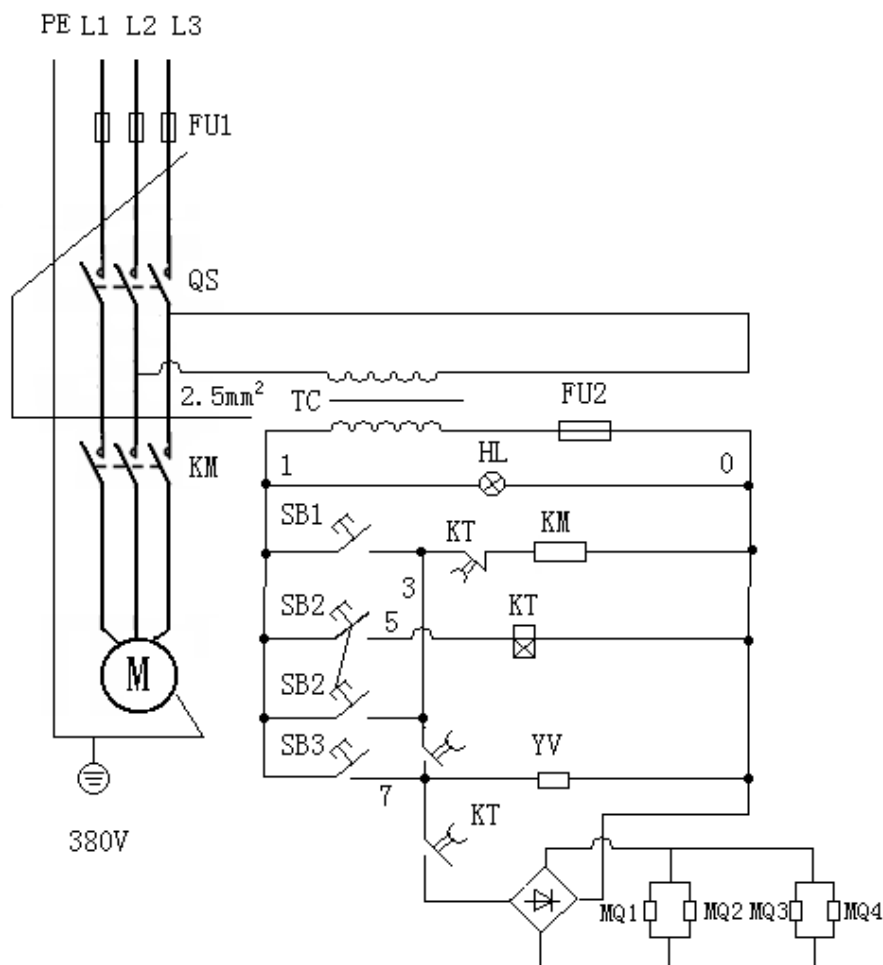 PE L1 L2 L3
FU1
QS
2.5mm²
TC
FU2
1
HL
0
KM
SB1
KT
KM
3
SB2
5
KT
SB2
M
SB3
YV
7
KT
380V
MQ1
MQ2
MQ3
MQ4